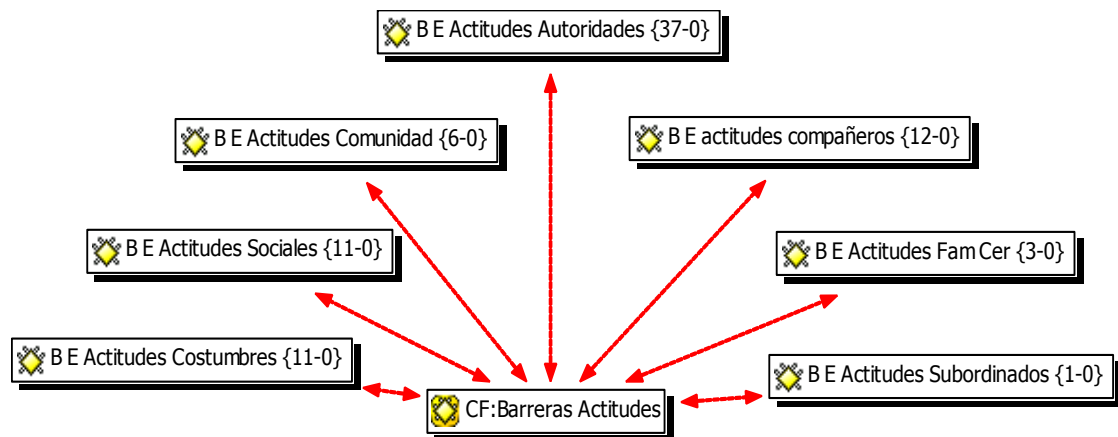 B E Actitudes Autoridades {37-0}
B E Actitudes Comunidad {6-0}
B E actitudes compañeros {12-0}
B E Actitudes Sociales {11-0}
B E Actitudes Fam Cer {3-0}
B E Actitudes Costumbres {11-0}
B E Actitudes Subordinados {1-0}
CF:Barreras Actitudes